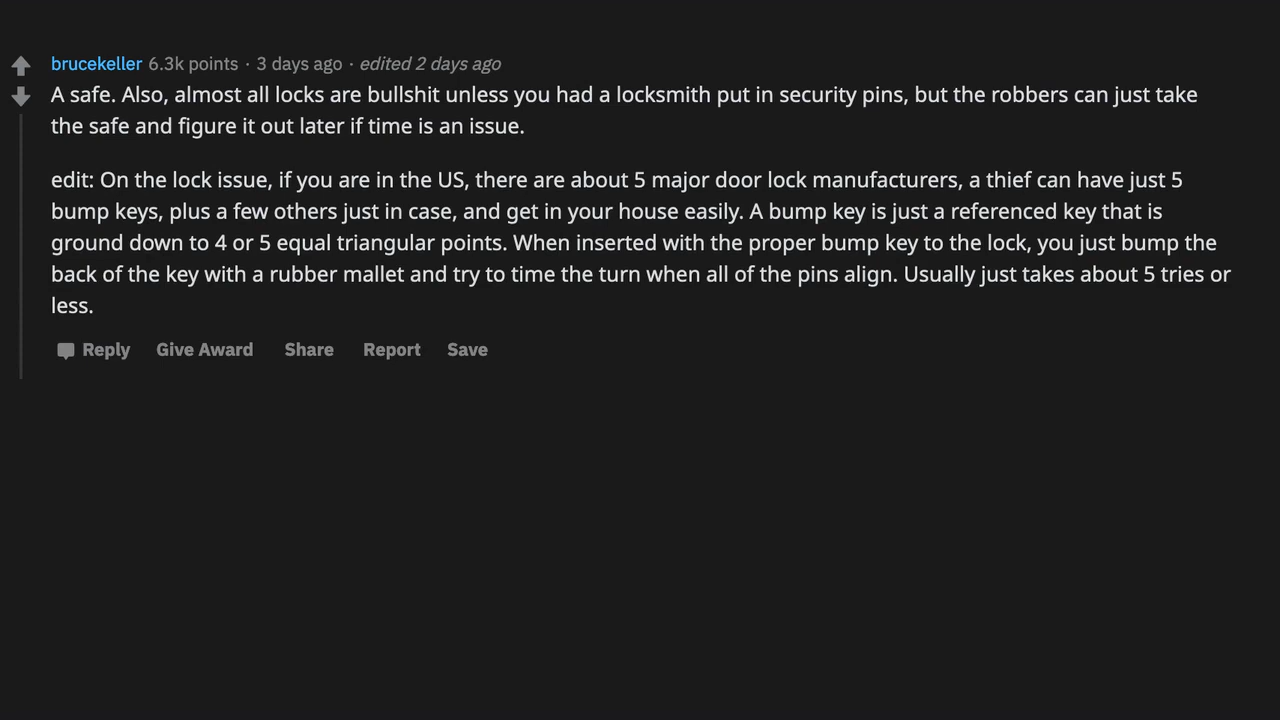 brucekeller 6.3k points · 3 days ago · edited 2 days ago
A safe. Also, almost all locks are bullshit unless you had a locksmith put in security pins, but the robbers can just take
the safe and figure it out later if time is an issue.
edit: On the lock issue, if you are in the US, there are about 5 major door lock manufacturers, a thief can have just 5
bump keys, plus a few others just in case, and get in your house easily. A bump key is just a referenced key that is
ground down to 4 or 5 equal triangular points. When inserted with the proper bump key to the lock, you just bump the
back of the key with a rubber mallet and try to time the turn when all of the pins align. Usually just takes about 5 tries or
less.
Reply Give Award Share Report Save